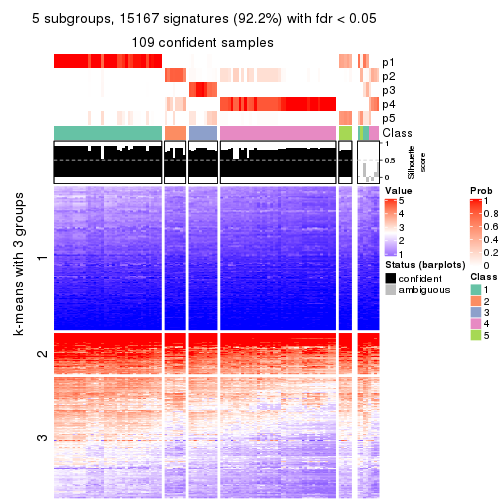 5 subgroups, 15167 signatures (92.2%) with fdr < 0.05
109 confident samples
p1
p2
p3
p4
p5
Class
1
0.5
0
Silhouette
score
k-means with 3 groups
1
2
3
Value
5
4
3
2
1
Status (barplots)
confident
ambiguous
Prob
1
0.8
0.6
0.4
0.2
0
Class
1
2
3
4
5